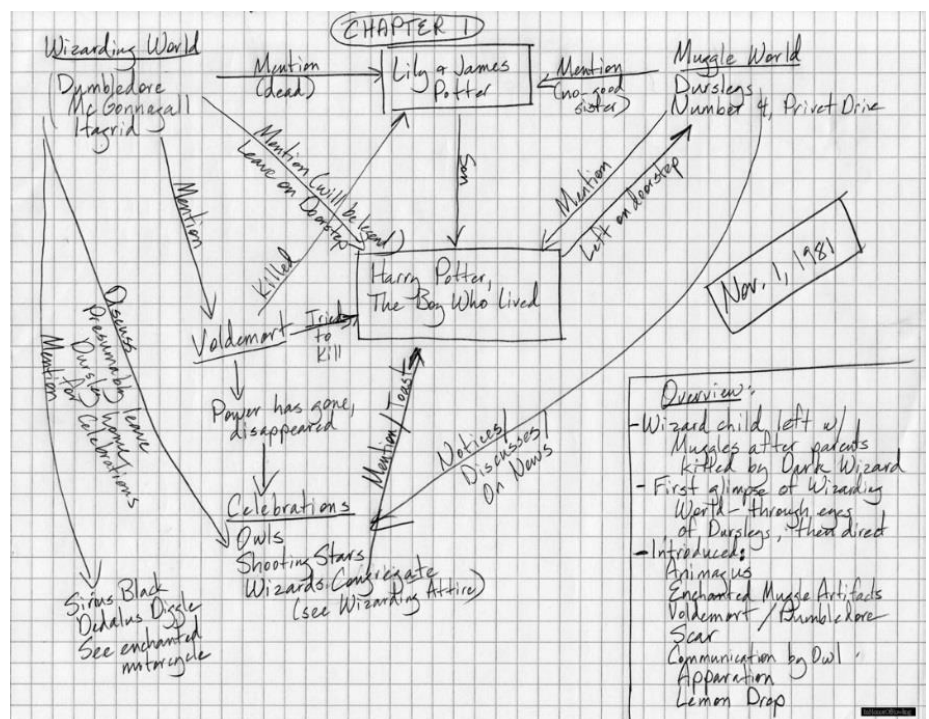 CHAPTER 1
Wizarding World
Dumbledore
McGonnagall
Hagrid
Mention
(dead)
Lily & James
Potter
Mention
(no-good
sister)
Muggle World
Dursleys
Number 4, Privet Drive
Mention (will be legend)
Leave on Doorstep
Mention
Killed
Son
Mention
Left on doorstep
Nov. 1, 1981
Harry Potter,
The Boy Who Lived
Voldemort
Tried
to
Kill
Discuss
Presumably leave
Dursley home
for Celebrations
Mention
Power has gone,
disappeared
Mention/Toast
Notices/
Discusses/
On News
Celebrations
Owls
Shooting Stars
Wizards Congregate
(see Wizarding Attire)
Sirius Black
Dedalus Diggle
See enchanted
motorcycle
Overview:
- Wizard child left w/
Muggles after parents
killed by Dark Wizard
- First glimpse of Wizarding
World - through eyes
of Dursleys, then direct
- Introduced:
Animagus
Enchanted Muggle Artifacts
Voldemort / Dumbledore
Scar
Communication by Owl
Apparation
Lemon Drop